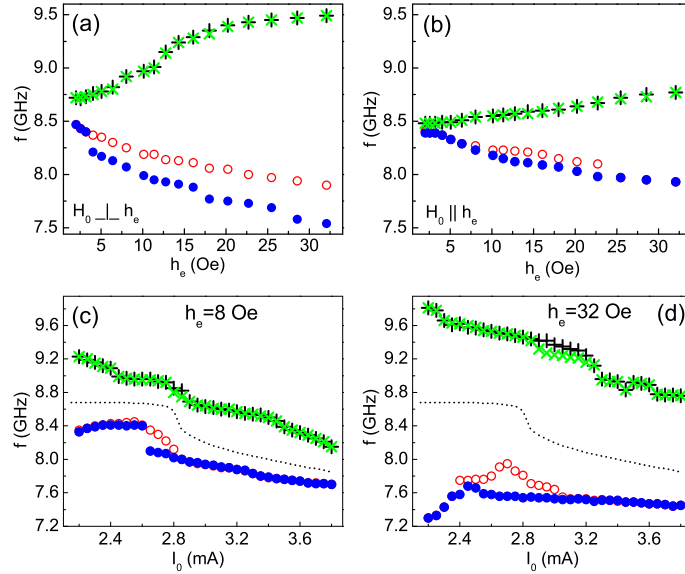 (a)
9.5
9.0
8.5
8.0
7.5
f (GHz)
H0 _|_ he
5 10 15 20 25 30
he (Oe)
(b)
9.5
9.0
8.5
8.0
7.5
f (GHz)
H0 || he
5 10 15 20 25 30
he (Oe)
(c)
he=8 Oe
9.6
9.2
8.8
8.4
8.0
7.6
7.2
f (GHz)
2.4 2.8 3.2 3.6
I0 (mA)
he=32 Oe
(d)
9.6
9.2
8.8
8.4
8.0
7.6
7.2
f (GHz)
2.4 2.8 3.2 3.6
I0 (mA)